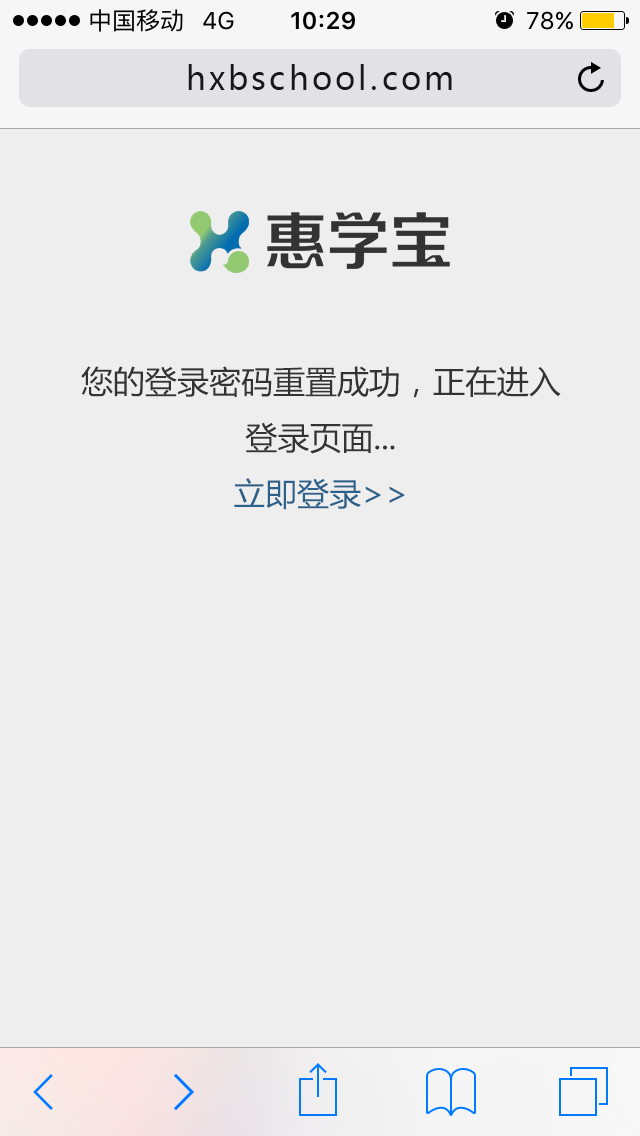 中国移动 4G 10:29 78%
hxbschool.com
惠学宝
您的登录密码重置成功，正在进入
登录页面...
立即登录>>